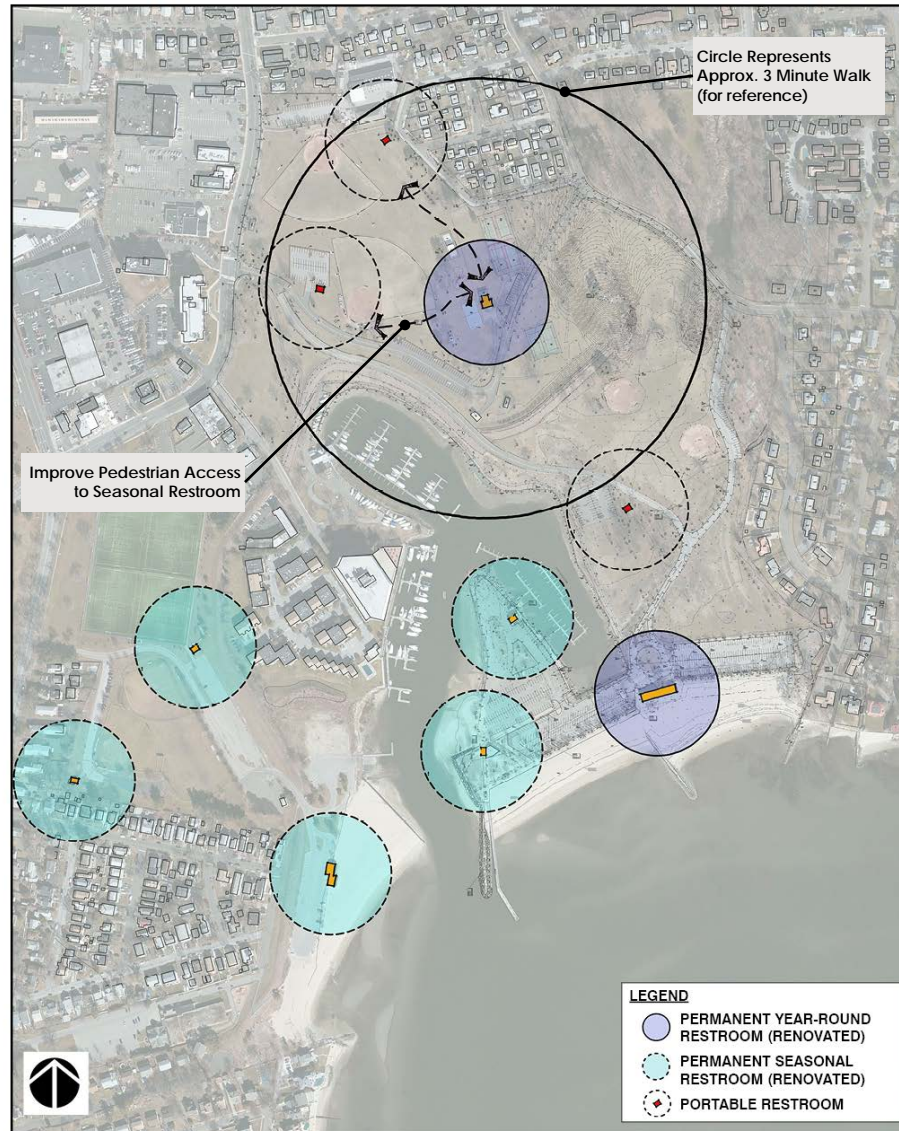 Circle Represents
Approx. 3 Minute Walk
(for reference)
Improve Pedestrian Access
to Seasonal Restroom
LEGEND
PERMANENT YEAR-ROUND
RESTROOM (RENOVATED)
PERMANENT SEASONAL
RESTROOM (RENOVATED)
PORTABLE RESTROOM